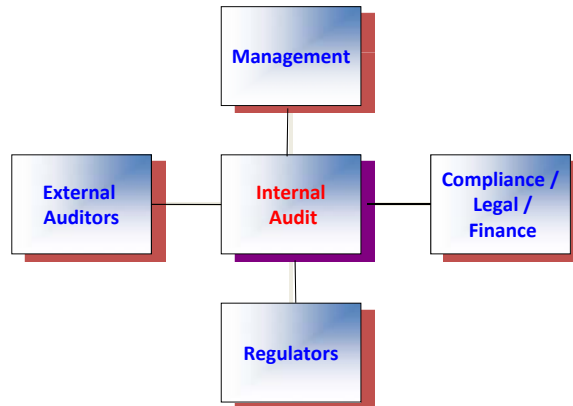 Management
External
Auditors
Internal
Audit
Compliance /
Legal /
Finance
Regulators